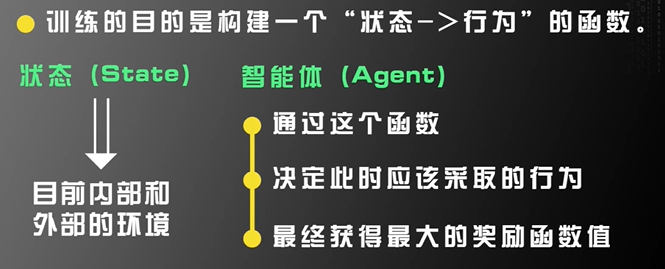 训练的目的是构建一个“状态->行为”的函数。
状态（State）
目前内部和
外部的环境
智能体（Agent）
通过这个函数
决定此时应该采取的行为
最终获得最大的奖励函数值